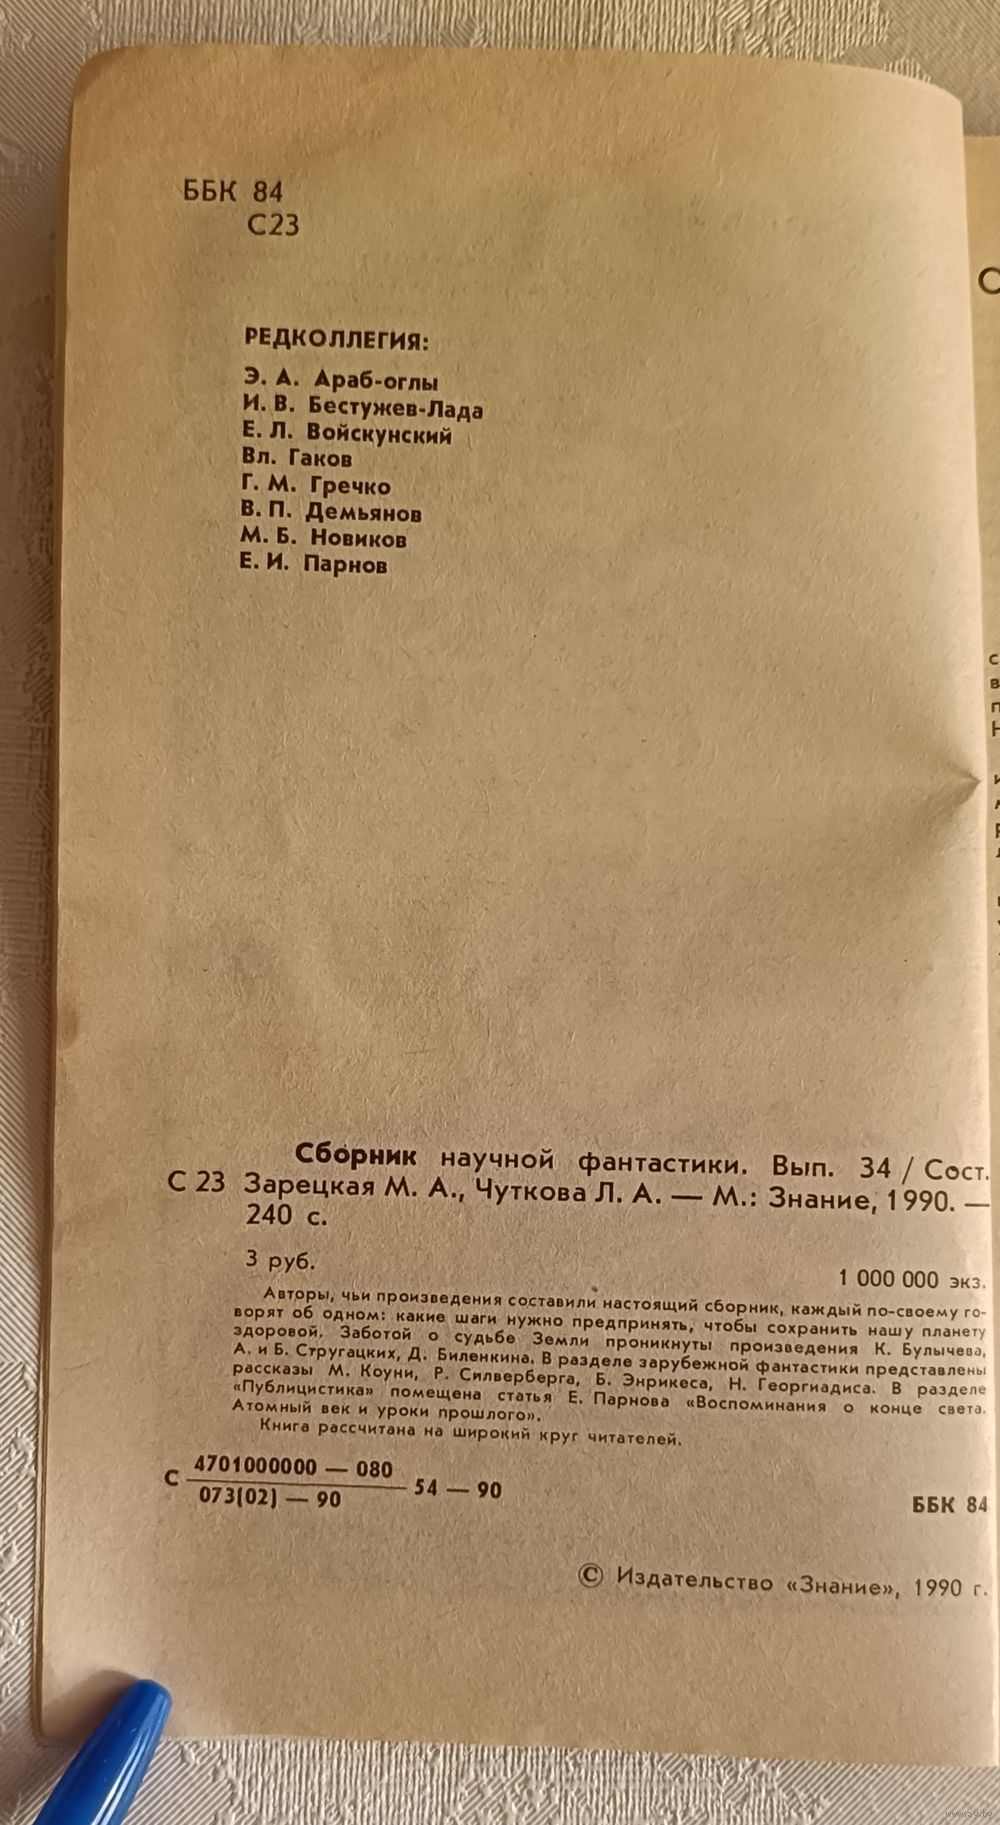 ББК 84
С23
РЕДКОЛЛЕГИЯ:
Э. А. Араб-оглы
И. В. Бестужев-Лада
Е. Л. Войскунский
Вл. Гаков
Г. М. Гречко
В. П. Демьянов
М. Б. Новиков
Е. И. Парнов
Сборник научной фантастики. Вып. 34 / Сост.
С 23 Зарецкая М. А., Чуткова Л. А. — М.: Знание, 1990. —
240 с.
3 руб.
1 000 000 экз.
Авторы, чьи произведения составили настоящий сборник, каждый по-своему го-
ворят об одном: какие шаги нужно предпринять, чтобы сохранить нашу планету
здоровой. Заботой о судьбе Земли проникнуты произведения К. Булычева,
А. и Б. Стругацких, Д. Биленкина. В разделе зарубежной фантастики представлены
рассказы М. Коуни, Р. Силверберга, Б. Энрикеса, Н. Георгиадиса. В разделе
«Публицистика» помещена статья Е. Парнова «Воспоминания о конце света.
Атомный век и уроки прошлого».
Книга рассчитана на широкий круг читателей.
С 4701000000 — 080
073(02) — 90 54 — 90
ББК 84
© Издательство «Знание», 1990 г.
www.ay.by